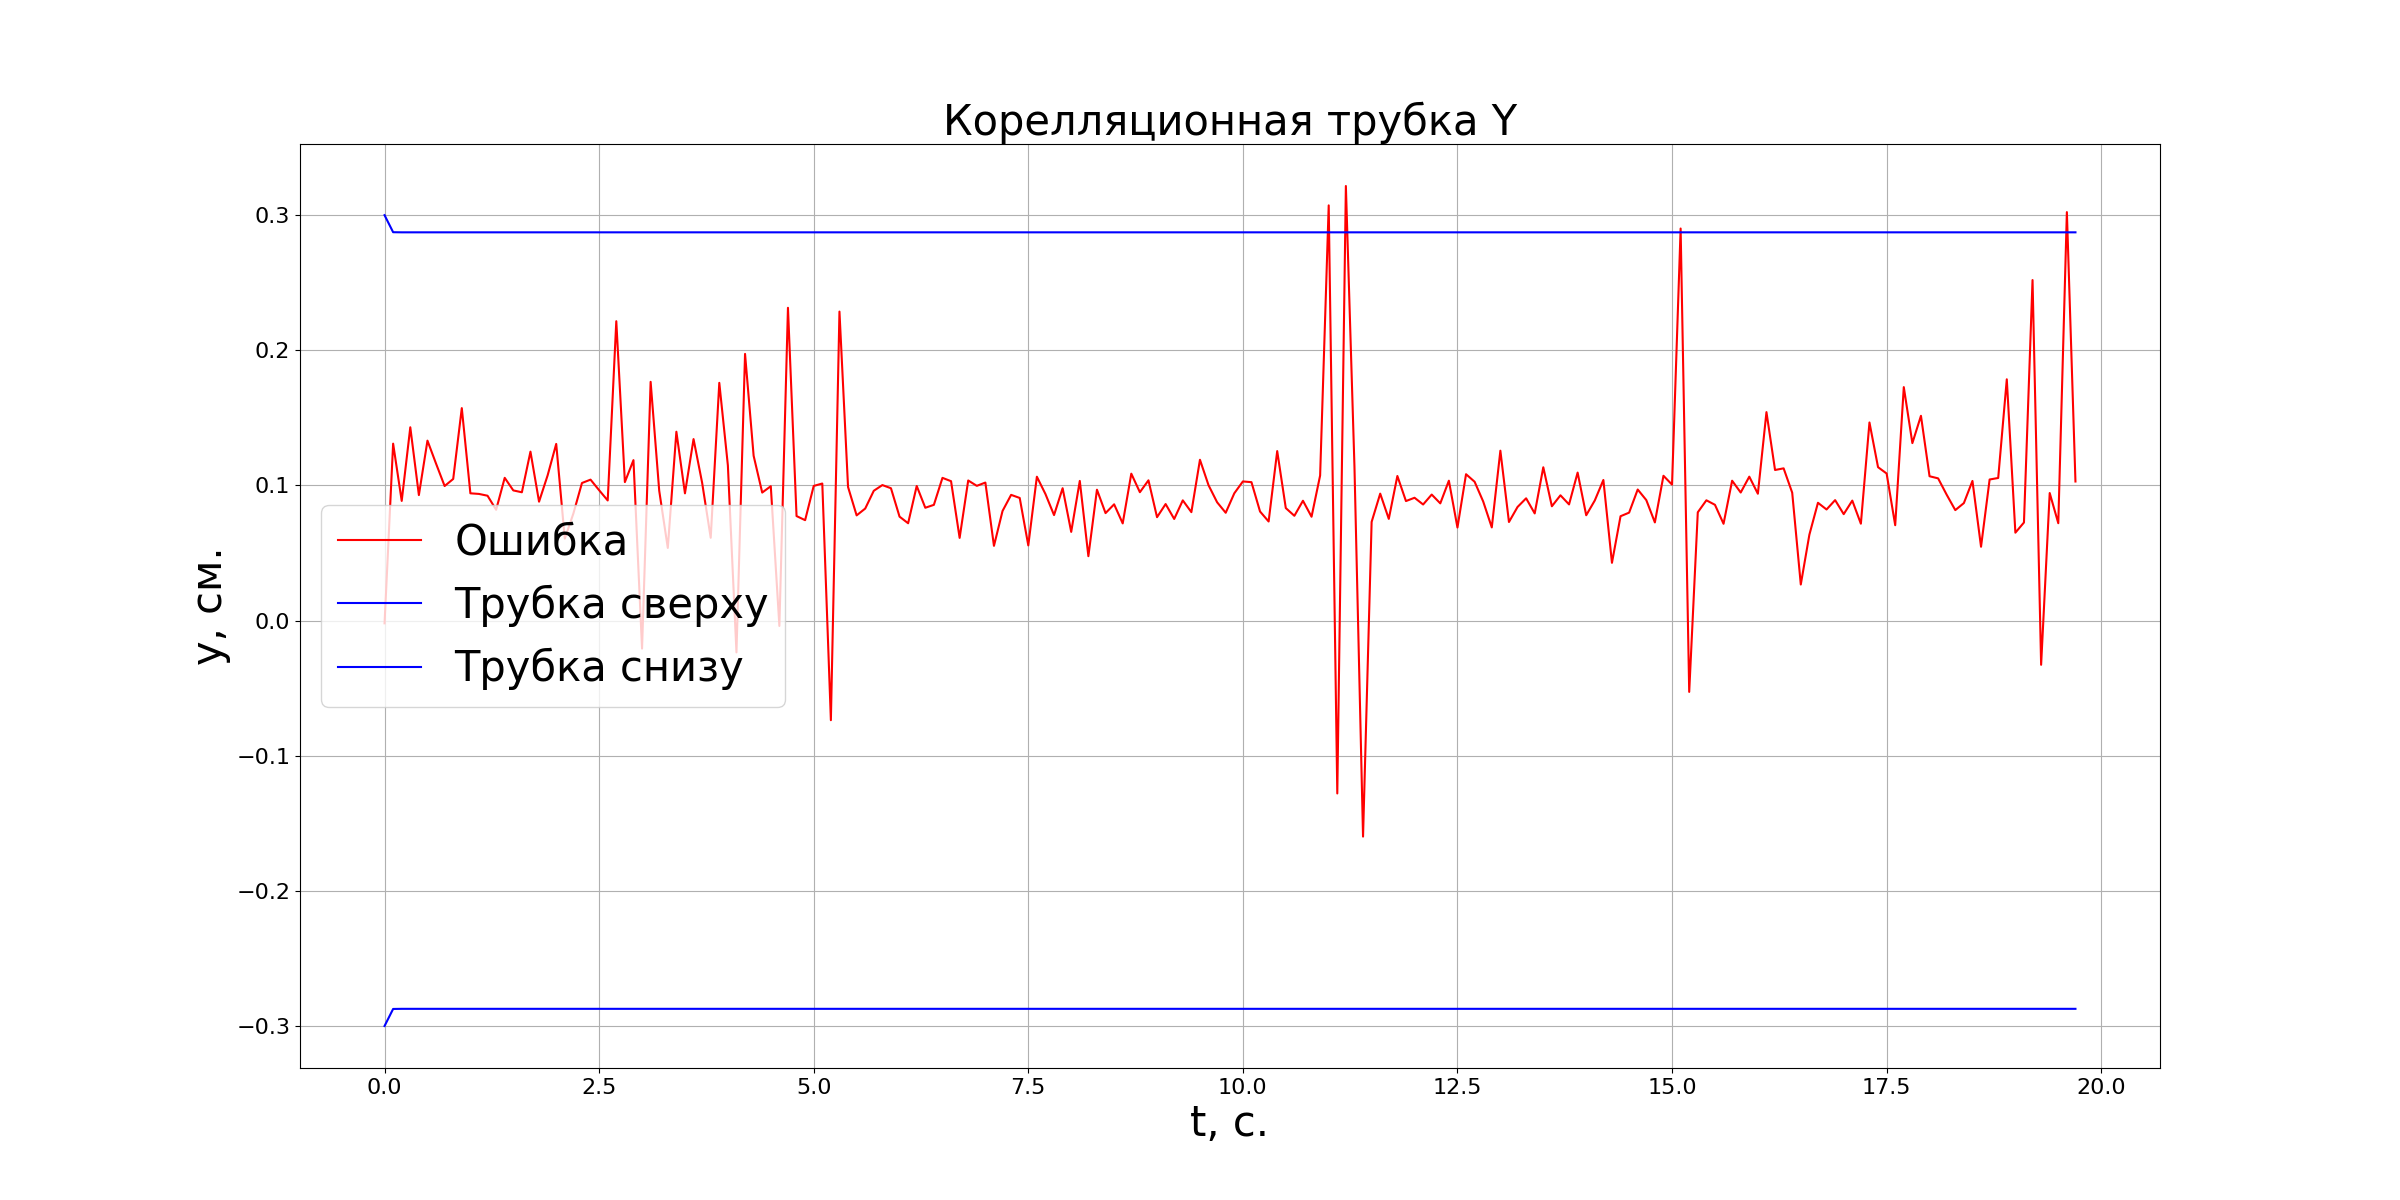 Корелляционная трубка Y
у, см.
0.3
0.2
0.1
0.0
−0.1
−0.2
−0.3
Ошибка
Трубка сверху
Трубка снизу
0.0 2.5 5.0 7.5 10.0 12.5 15.0 17.5 20.0
t, с.